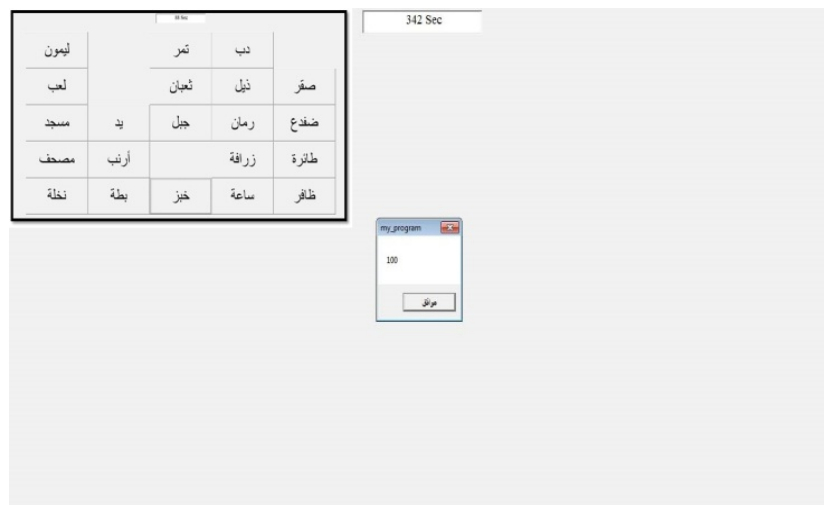 342 Sec
دب تمر ليمون
صقر ذيل ثعبان لعب
ضفدع رمان جبل يد مسجد
طائرة زرافة أرنب مصحف
ظافر ساعة خبز بطة نخلة
my_program
100
موافق